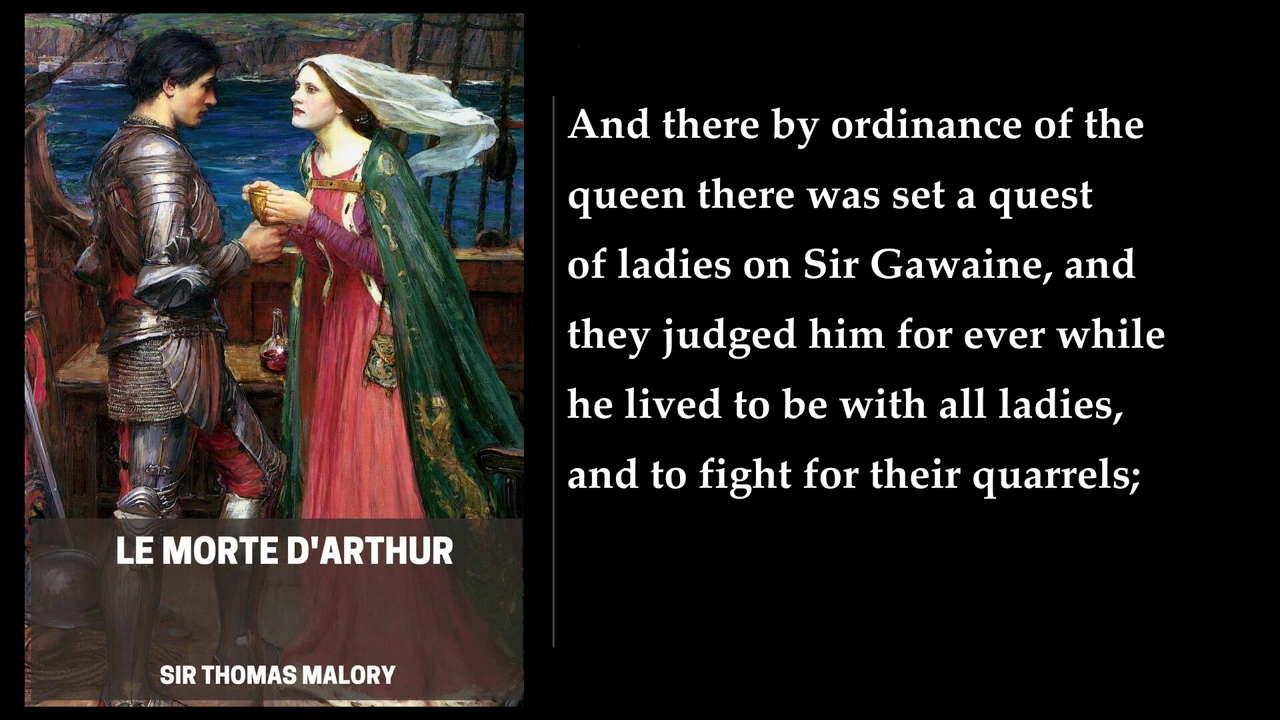 LE MORTE D'ARTHUR
SIR THOMAS MALORY
And there by ordinance of the
queen there was set a quest
of ladies on Sir Gawaine, and
they judged him for ever while
he lived to be with all ladies,
and to fight for their quarrels;